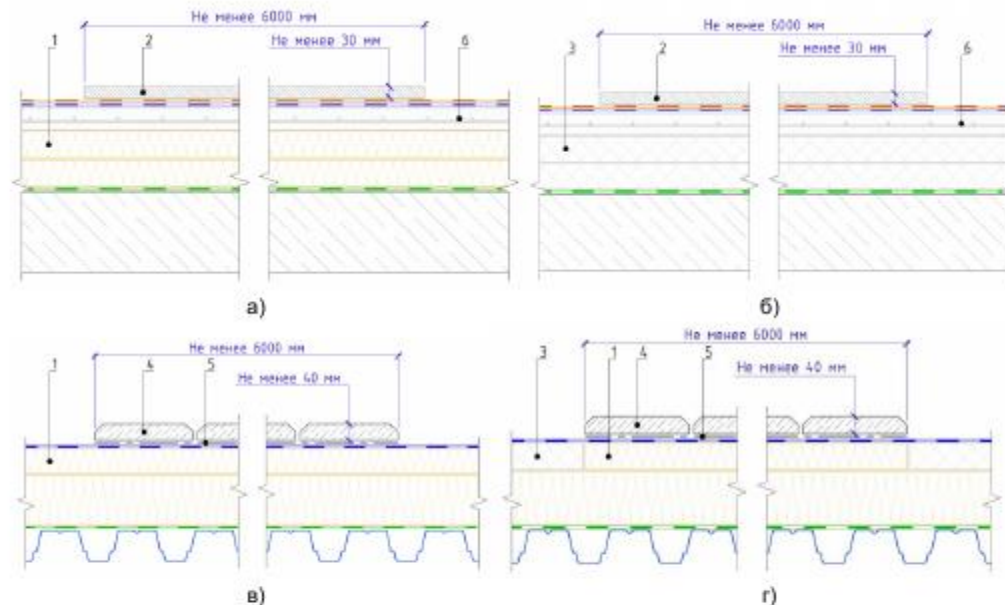 Не менее 6000 мм
1
2
Не менее 30 мм
6
а)
Не менее 6000 мм
3
2
Не менее 30 мм
6
б)
Не менее 6000 мм
1
4
5
Не менее 40 мм
в)
Не менее 6000 мм
3
1
4
5
Не менее 40 мм
г)